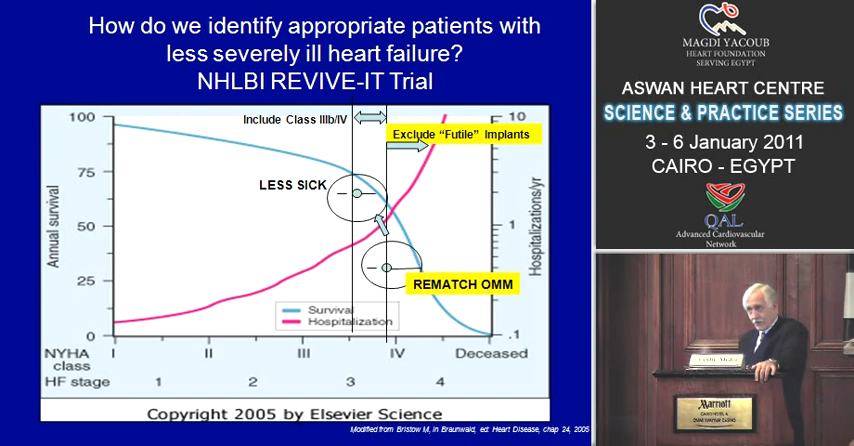 How do we identify appropriate patients with
less severely ill heart failure?
NHLBI REVIVE-IT Trial
100
75
50
25
0
Annual survival
Include Class IIIb/IV
Exclude “Futile” Implants
LESS SICK
REMATCH OMM
Survival
Hospitalization
10
1
.1
Hospitalizations/yr
NYHA class
I II III IV Deceased
HF stage 1 2 3 4
Copyright 2005 by Elsevier Science
Modified from Bristow M, in Braunwald, ed: Heart Disease, chap 24, 2005
MAGDI YACOUB
HEART FOUNDATION
SERVING EGYPT
ASWAN HEART CENTRE
SCIENCE & PRACTICE SERIES
3 - 6 January 2011
CAIRO - EGYPT
QAL
Advanced Cardiovascular
Network
Marriott